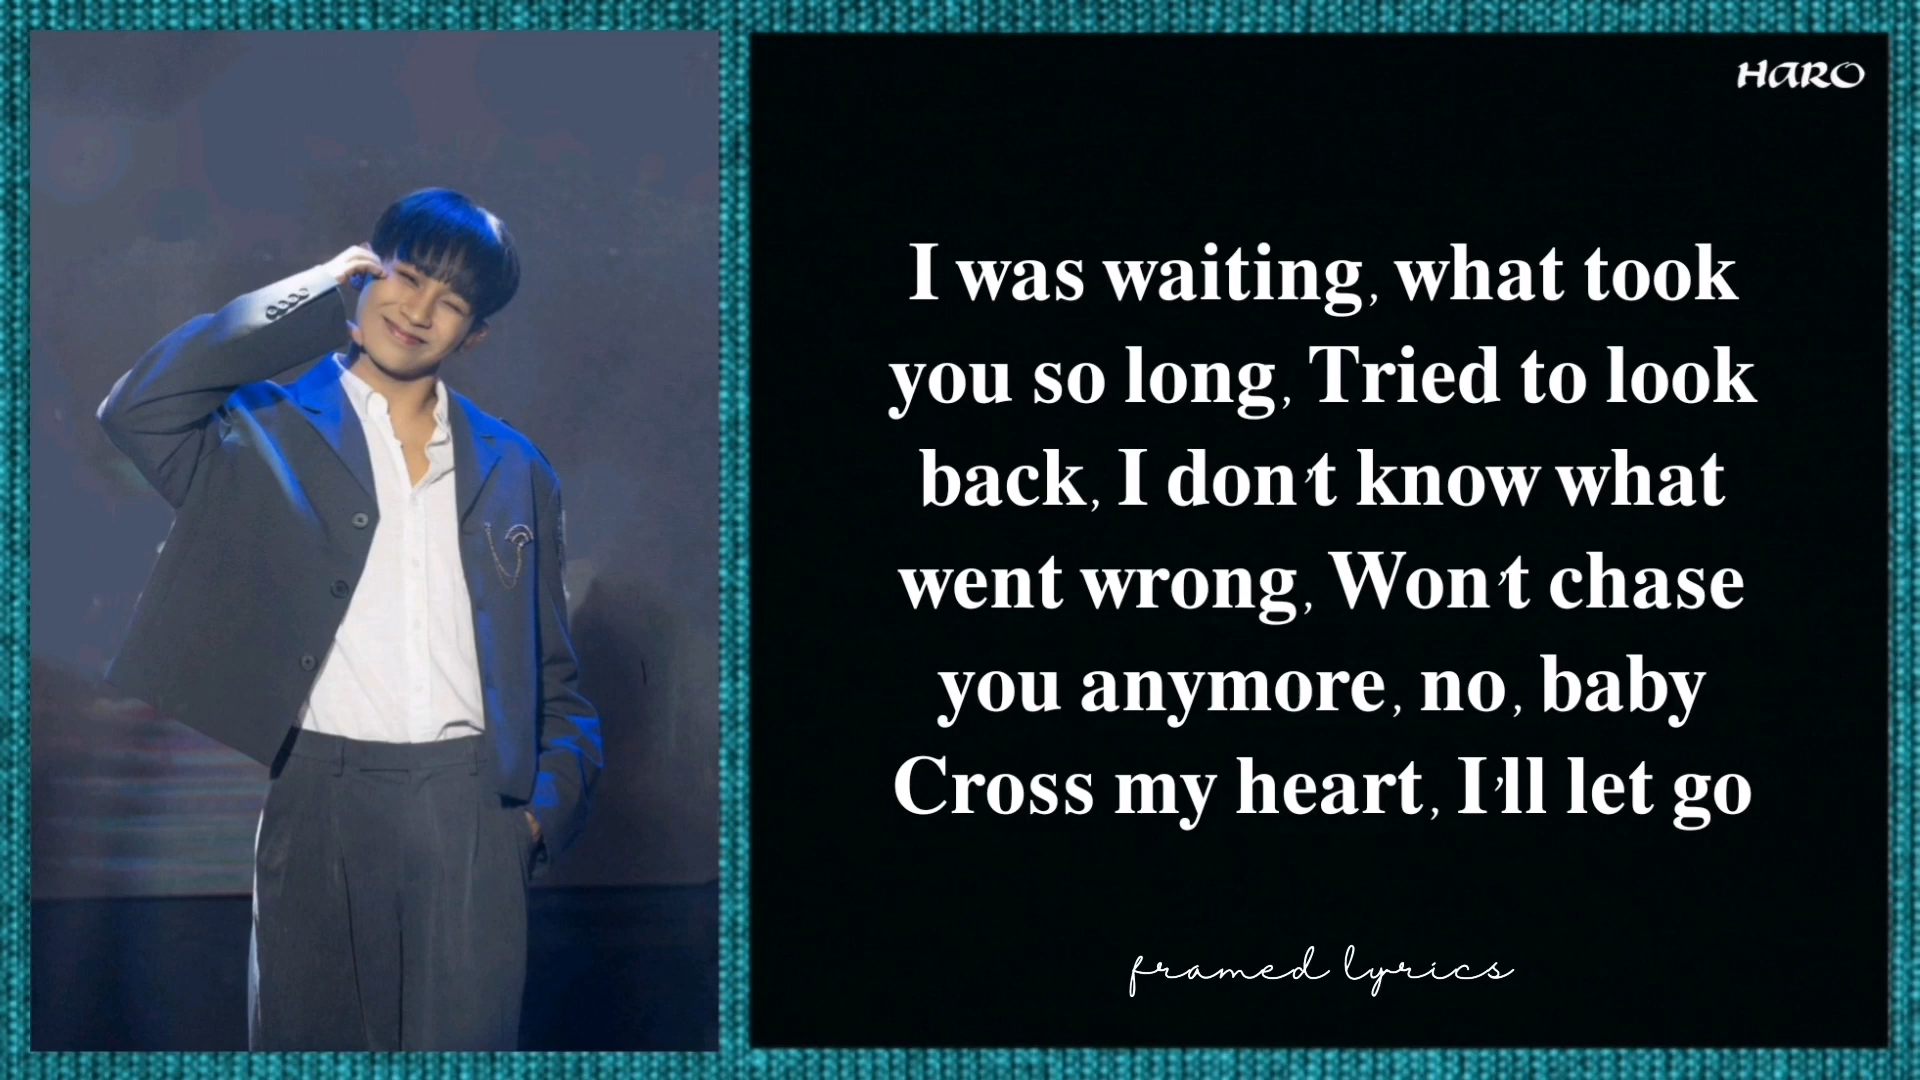 HARO
I was waiting, what took
you so long, Tried to look
back, I don't know what
went wrong, Won't chase
you anymore, no, baby
Cross my heart, I'll let go
framed lyrics